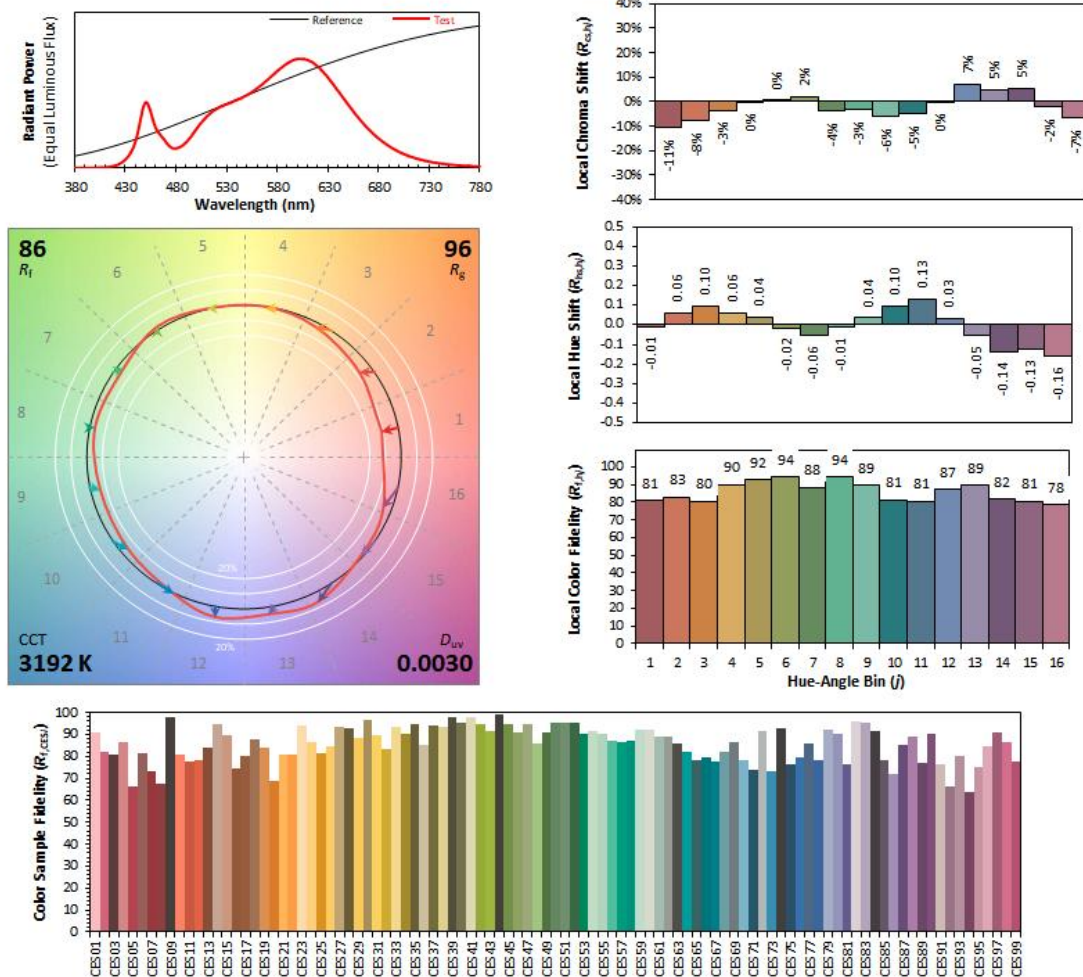 Reference
Test
Radiant Power
(Equal Luminous Flux)
380 430 480 530 580 630 680 730 780
Wavelength (nm)
40%
30%
20%
10%
0%
-10%
-20%
-30%
-40%
Local Chroma Shift (Rcs,hj)
-11% -8% -3% 0% 0% 2% -4% -3% -6% -5% 0% 7% 5% 5% -2% -7%
86
Rf
96
Rg
5 4
6 3
7 2
8 1
9 16
10 15
11 14
12 13
20%
20%
CCT
3192 K
Duv
0.0030
0.5
0.4
0.3
0.2
0.1
0.0
-0.1
-0.2
-0.3
-0.4
-0.5
Local Hue Shift (Rhs,hj)
-0.01 0.06 0.10 0.06 0.04 -0.02 -0.06 -0.01 0.04 0.10 0.13 0.03 -0.05 -0.14 -0.13 -0.16
100
90
80
70
60
50
40
30
20
10
0
Local Color Fidelity (Rf,hj)
81 83 80 90 92 94 88 94 89 81 81 87 89 82 81 78
1 2 3 4 5 6 7 8 9 10 11 12 13 14 15 16
Hue-Angle Bin (j)
100
90
80
70
60
50
40
30
20
10
0
Color Sample Fidelity (Rf,CESi)
CES01 CES03 CES05 CES07 CES09 CES11 CES13 CES15 CES17 CES19 CES21 CES23 CES25 CES27 CES29 CES31 CES33 CES35 CES37 CES39 CES41 CES43 CES45 CES47 CES49 CES51 CES53 CES55 CES57 CES59 CES61 CES63 CES65 CES67 CES69 CES71 CES73 CES75 CES77 CES79 CES81 CES83 CES85 CES87 CES89 CES91 CES93 CES95 CES97 CES99